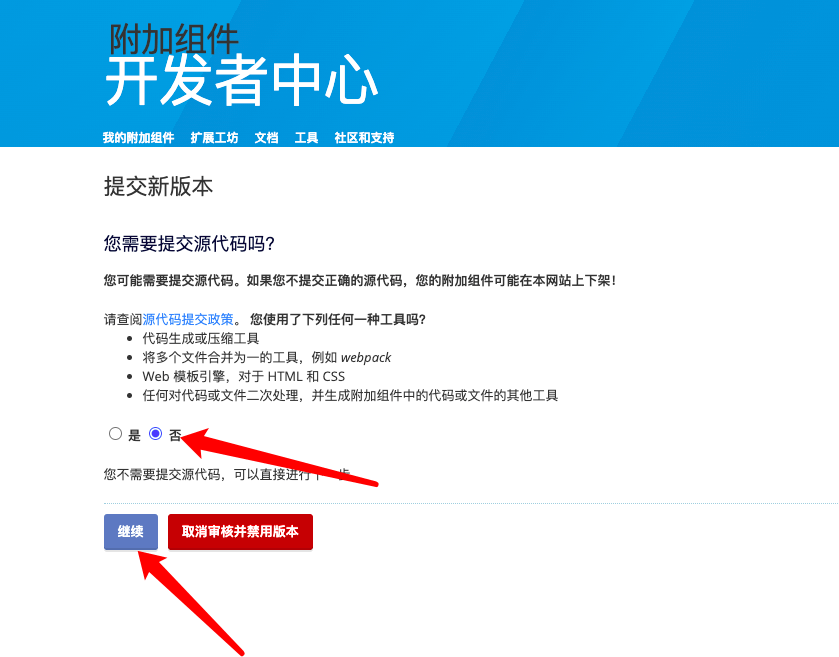 附加组件
开发者中心
我的附加组件 扩展工坊 文档 工具 社区和支持
提交新版本
您需要提交源代码吗?
您可能需要提交源代码。如果您不提交正确的源代码，您的附加组件可能在本网站上下架！
请查阅源代码提交政策。 您使用了下列任何一种工具吗?
代码生成或压缩工具
将多个文件合并为一的工具，例如 webpack
Web 模板引擎，对于 HTML 和 CSS
任何对代码或文件二次处理，并生成附加组件中的代码或文件的其他工具
是 否
您不需要提交源代码，可以直接进行下一步
继续 取消审核并禁用版本